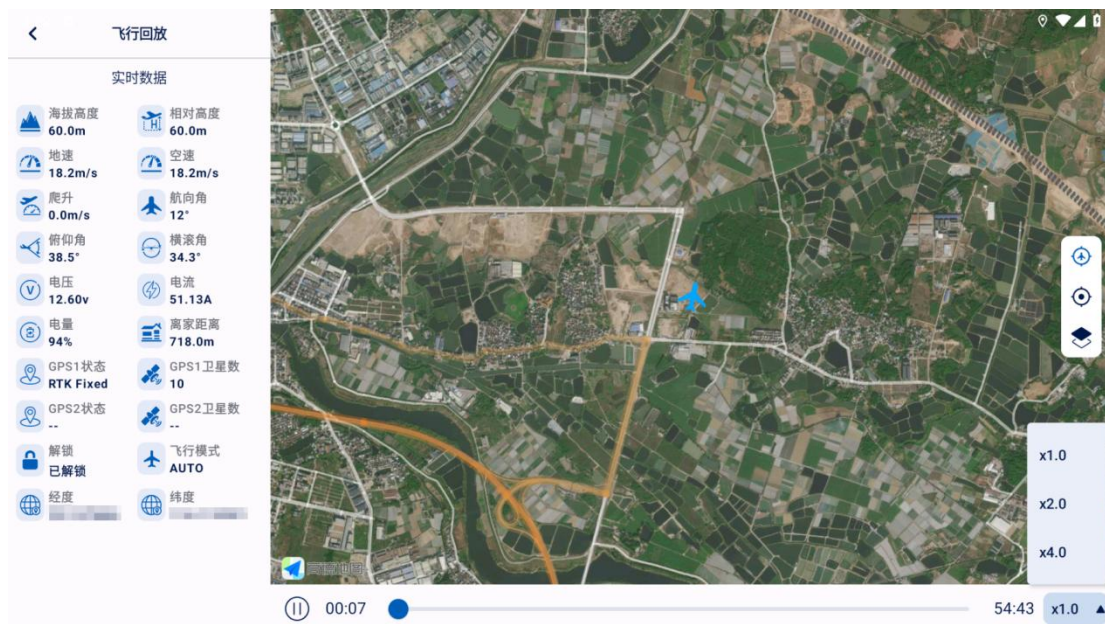 飞行回放
实时数据
海拔高度
60.0m
相对高度
60.0m
地速
18.2m/s
空速
18.2m/s
爬升
0.0m/s
航向角
12°
俯仰角
38.5°
横滚角
34.3°
电压
12.60v
电流
51.13A
电量
94%
离家距离
718.0m
GPS1状态
RTK Fixed
GPS1卫星数
10
GPS2状态
--
GPS2卫星数
--
解锁
已解锁
飞行模式
AUTO
经度
纬度
高德地图
x1.0
x2.0
x4.0
00:07
54:43
x1.0